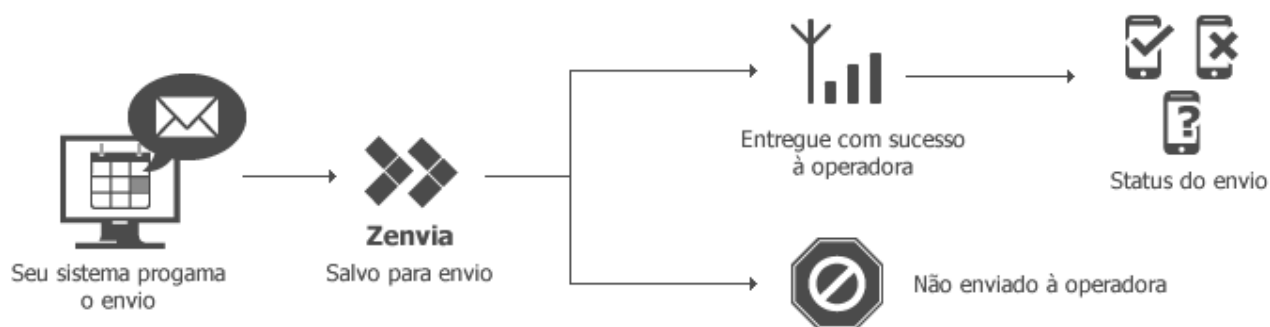 Seu sistema progama
o envio
Zenvia
Salvo para envio
Entregue com sucesso
à operadora
Não enviado à operadora
?
Status do envio